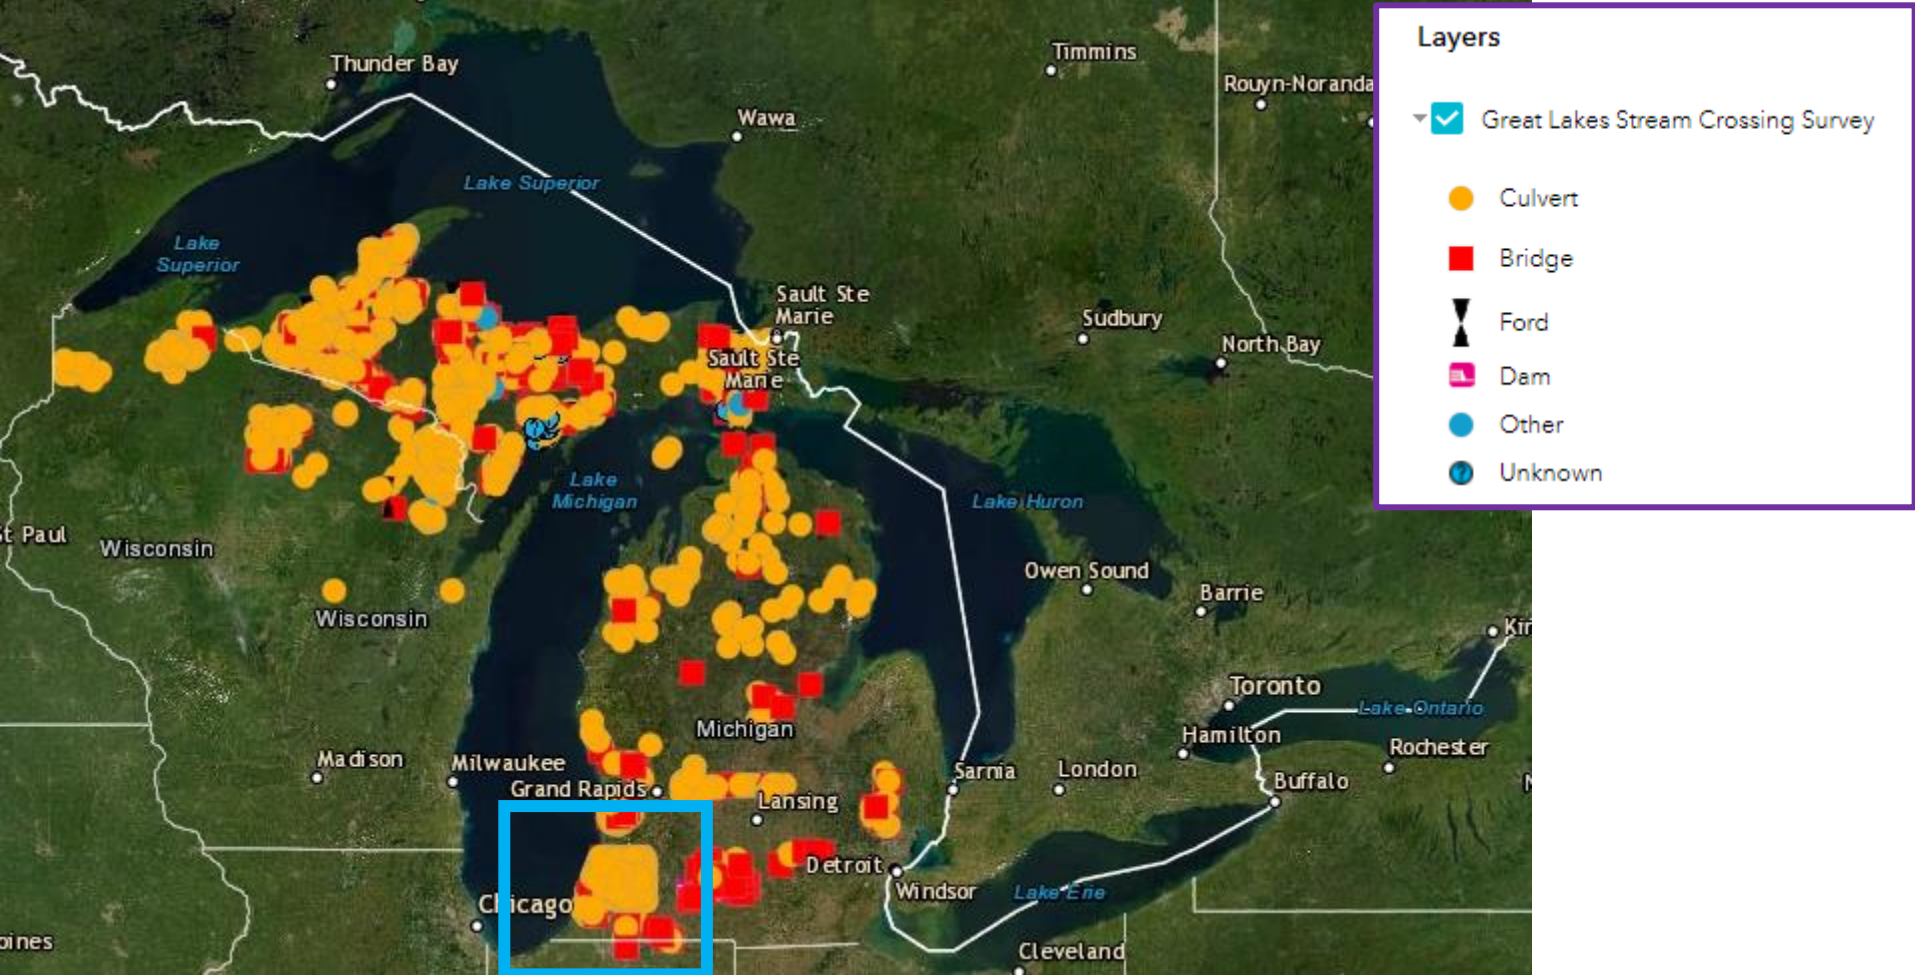 Thunder Bay
Timmins
Rouyn-Noranda
Wawa
Lake Superior
Lake
Superior
Sault Ste
Marie
Sault Ste
Marie
Sudbury
North Bay
Lake
Michigan
Lake Huron
St Paul
Wisconsin
Wisconsin
Owen Sound
Barrie
Toronto
Lake Ontario
Hamilton
Rochester
Buffalo
Michigan
Madison
Milwaukee
Grand Rapids
Lansing
Sarnia
London
Detroit
Windsor
Lake Erie
Chicago
Cleveland
Layers
Great Lakes Stream Crossing Survey
Culvert
Bridge
Ford
Dam
Other
Unknown